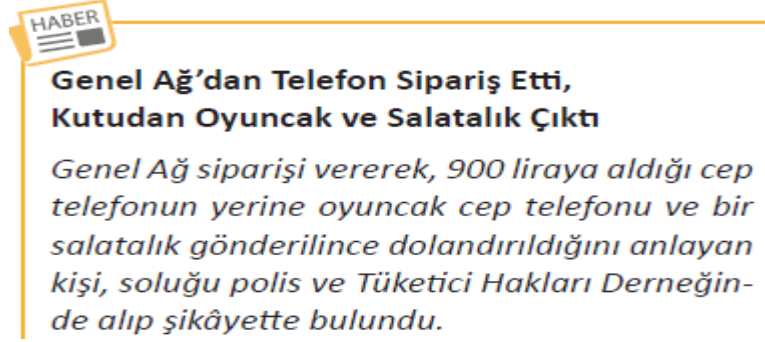 HABER
Genel Ağ’dan Telefon Sipariş Etti,
Kutudan Oyuncak ve Salatalık Çıktı
Genel Ağ siparişi vererek, 900 liraya aldığı cep
telefonun yerine oyuncak cep telefonu ve bir
salatalık gönderilince dolandırıldığını anlayan
kişi, soluğu polis ve Tüketici Hakları Derneğin-
de alıp şikâyette bulundu.